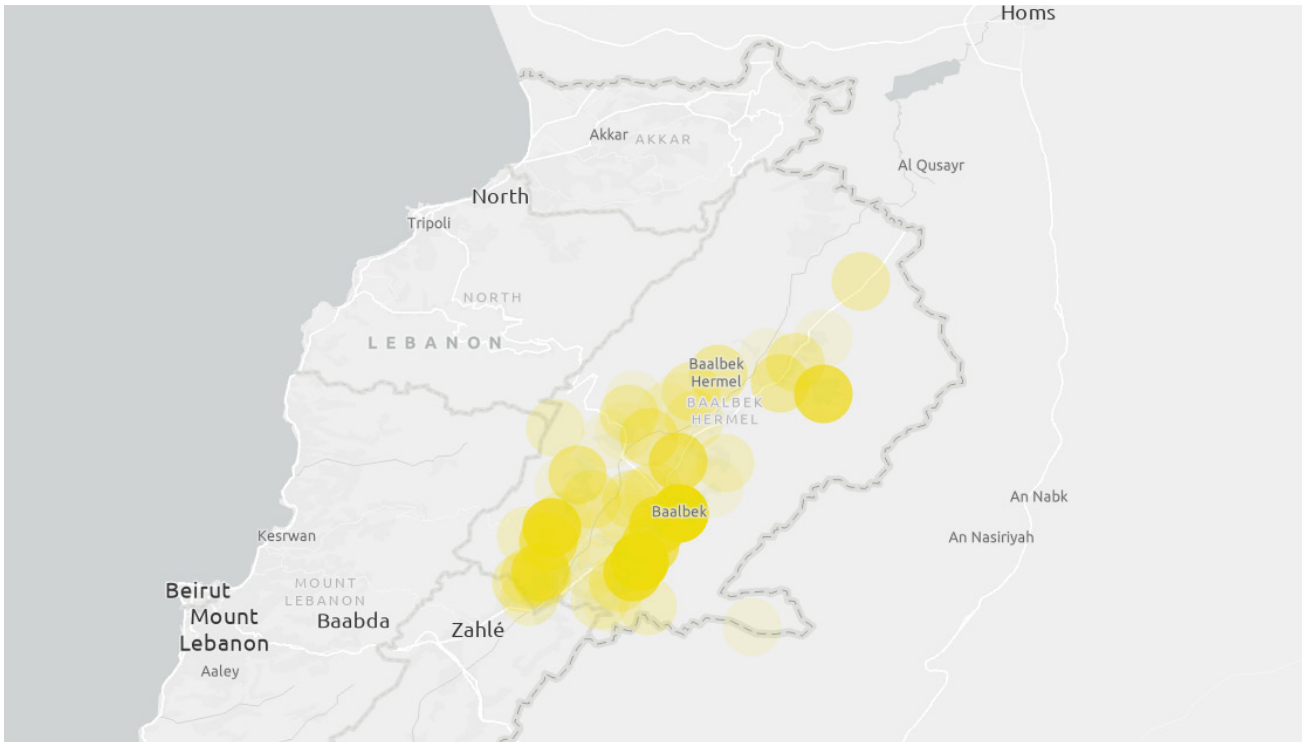 Homs
Akkar
AKKAR
Al Qusayr
North
Tripoli
NORTH
LEBANON
Baalbek
Hermel
BAALBEK
HERMEL
An Nabk
Baalbek
Kesrwan
An Nasiriyah
MOUNT
LEBANON
Beirut
Mount
Lebanon
Baabda
Zahlé
Aaley